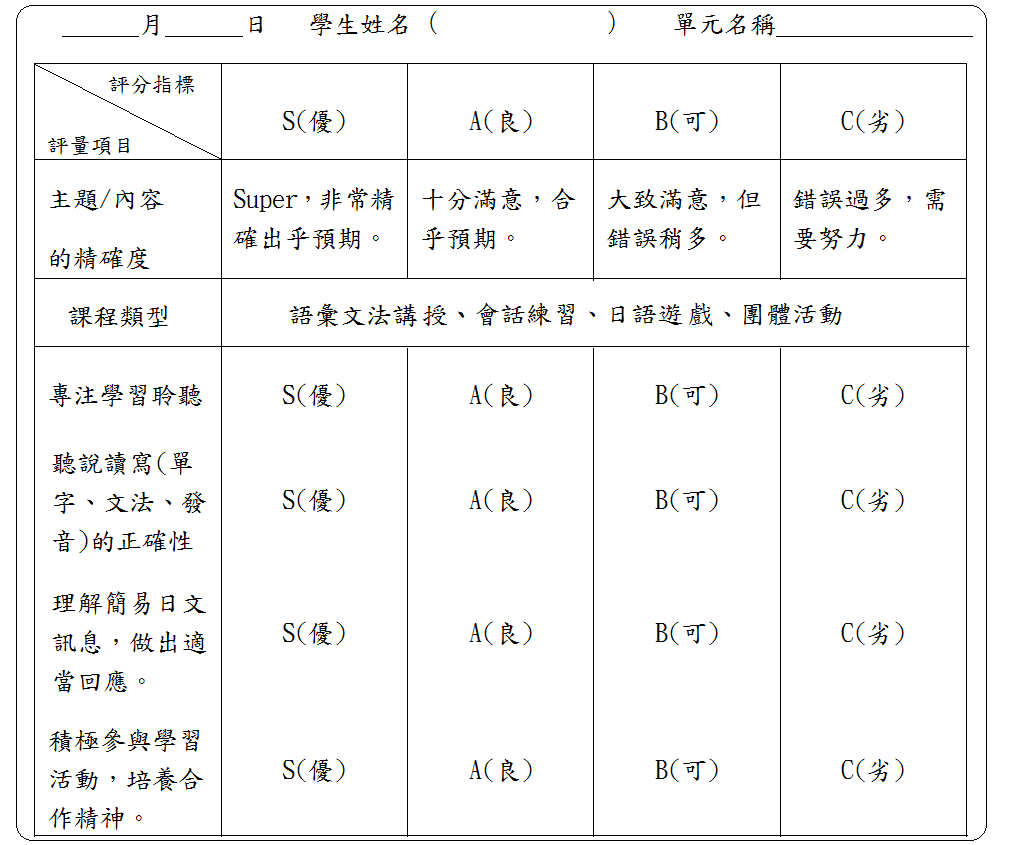 ______月______日 學生姓名（ ） 單元名稱_______________
評分指標
評量項目
S(優) A(良) B(可) C(劣)
主題/內容
的精確度
Super，非常精
確出乎預期。
十分滿意，合
乎預期。
大致滿意，但
錯誤稍多。
錯誤過多，需
要努力。
課程類型 語彙文法講授、會話練習、日語遊戲、團體活動
專注學習聆聽 S(優) A(良) B(可) C(劣)
聽說讀寫(單
字、文法、發
音)的正確性
S(優) A(良) B(可) C(劣)
理解簡易日文
訊息，做出適
當回應。
S(優) A(良) B(可) C(劣)
積極參與學習
活動，培養合
作精神。
S(優) A(良) B(可) C(劣)